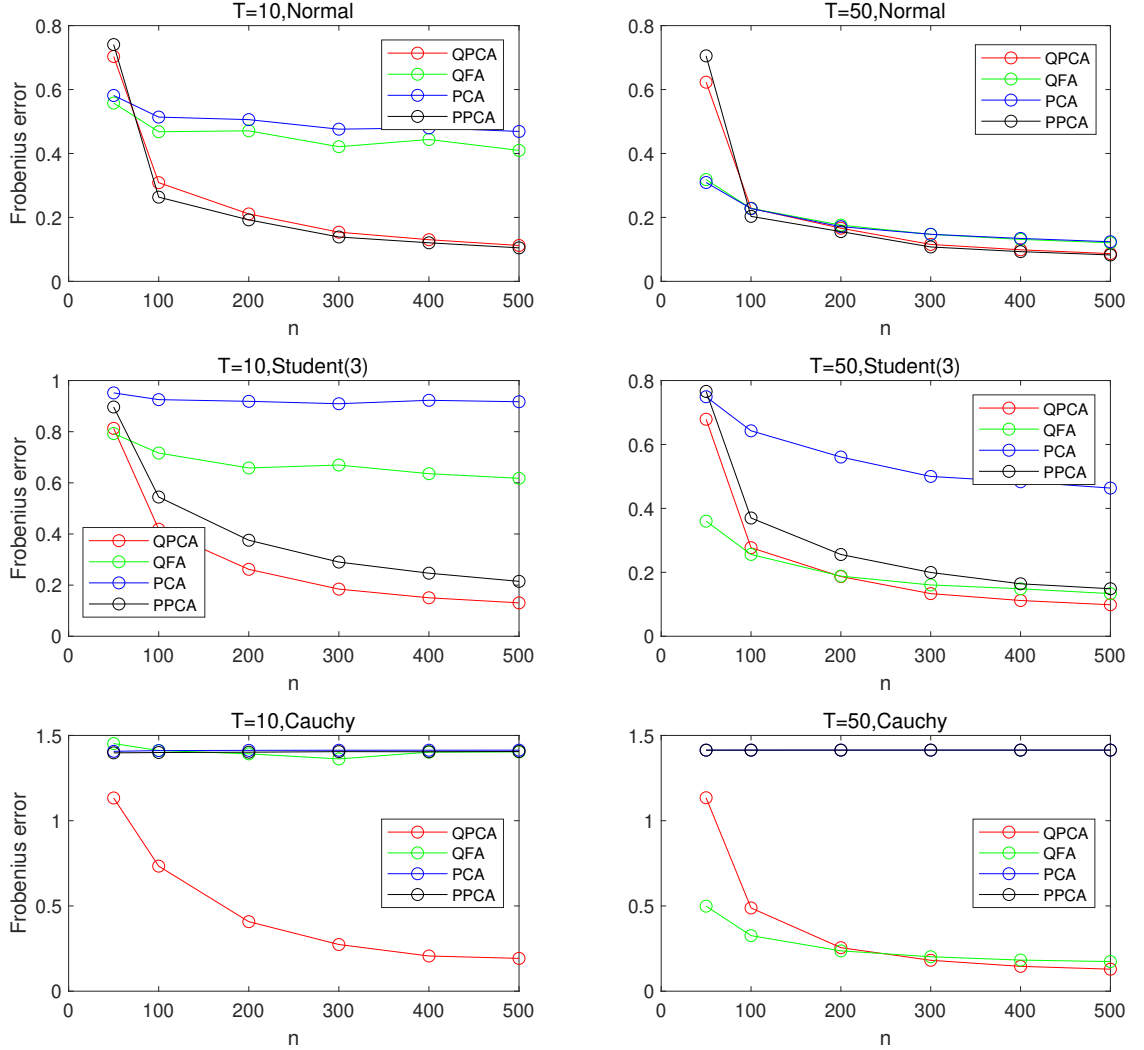 T=10,Normal
Frobenius error
0.8
0.6
0.4
0.2
0
0 100 200 300 400 500
n
QPCA
QFA
PCA
PPCA
T=50,Normal
0.8
0.6
0.4
0.2
0
0 100 200 300 400 500
n
QPCA
QFA
PCA
PPCA
T=10,Student(3)
Frobenius error
1
0.8
0.6
0.4
0.2
0
0 100 200 300 400 500
n
QPCA
QFA
PCA
PPCA
T=50,Student(3)
0.8
0.6
0.4
0.2
0
0 100 200 300 400 500
n
QPCA
QFA
PCA
PPCA
T=10,Cauchy
Frobenius error
1.5
1
0.5
0
0 100 200 300 400 500
n
QPCA
QFA
PCA
PPCA
T=50,Cauchy
1.5
1
0.5
0
0 100 200 300 400 500
n
QPCA
QFA
PCA
PPCA